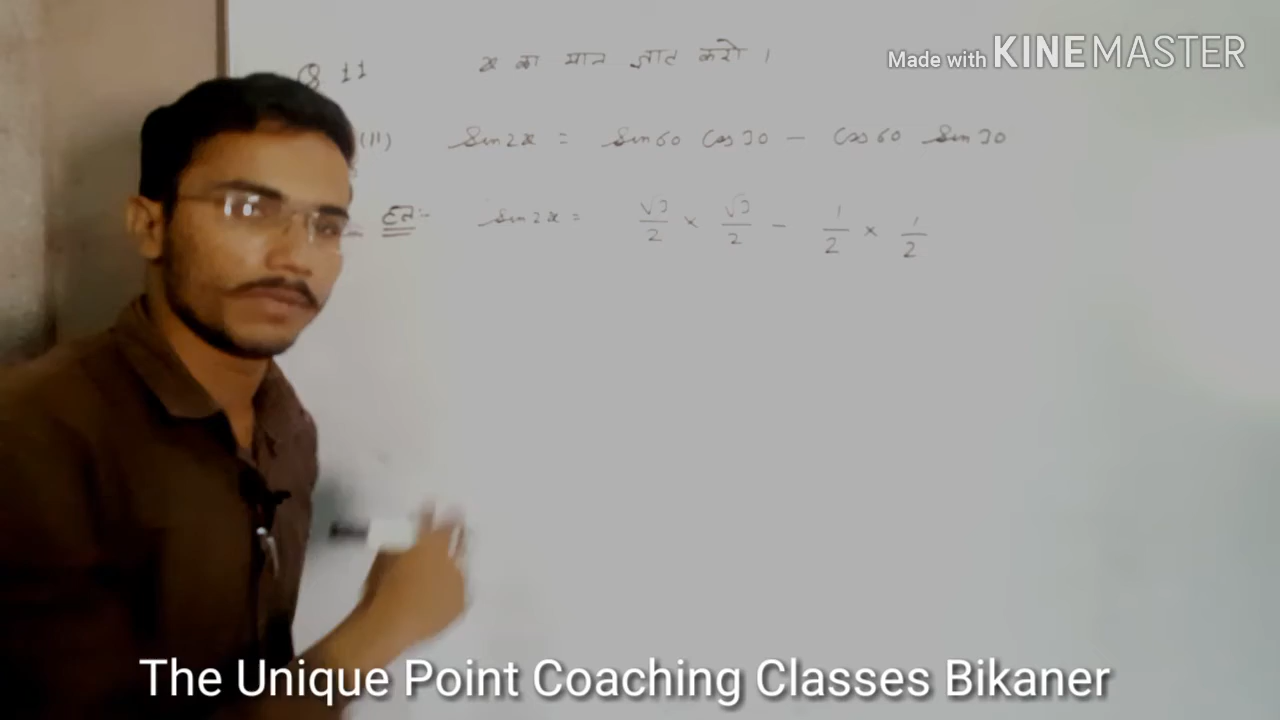 Made with KINEMASTER
Q 11 x का मान ज्ञात करो ।
(II) Sin2x = Sin60 Cos30 - Cos60 Sin30
हल:- Sin2x = √3/2 × √3/2 - 1/2 × 1/2
The Unique Point Coaching Classes Bikaner